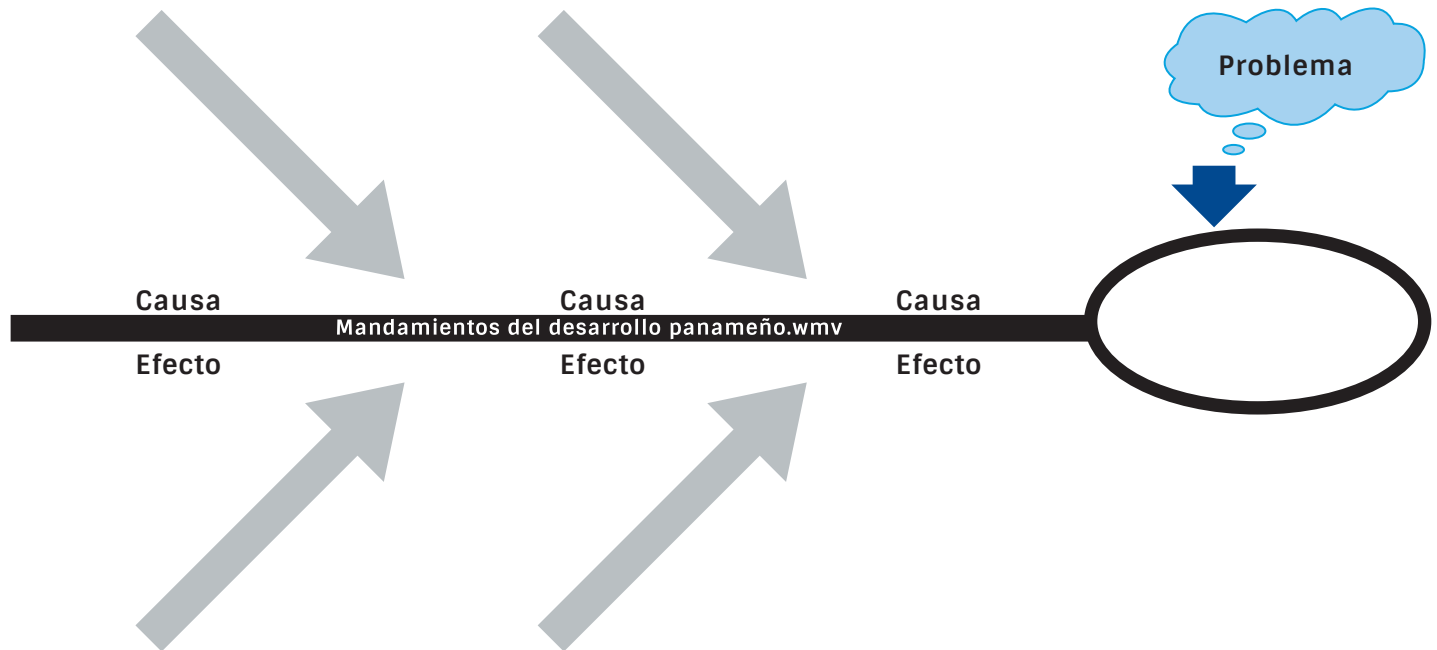 Problema
Causa Causa Causa
Mandamientos del desarrollo panameño.wmv
Efecto Efecto Efecto